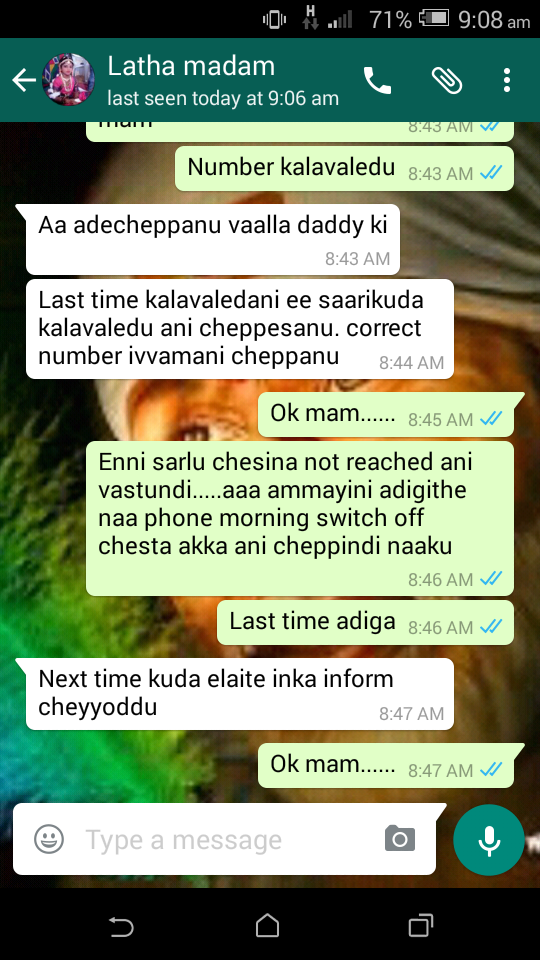 H 71% 9:08 am
Latha madam
last seen today at 9:06 am
mam 8:43 AM
Number kalavaledu 8:43 AM
Aa adecheppanu vaalla daddy ki
8:43 AM
Last time kalavaledani ee saarikuda
kalavaledu ani cheppesanu. correct
number ivvamani cheppanu 8:44 AM
Ok mam...... 8:45 AM
Enni sarlu chesina not reached ani
vastundi.....aaa ammayini adigithe
naa phone morning switch off
chesta akka ani cheppindi naaku
8:46 AM
Last time adiga 8:46 AM
Next time kuda elaite inka inform
cheyyoddu 8:47 AM
Ok mam...... 8:47 AM
Type a message